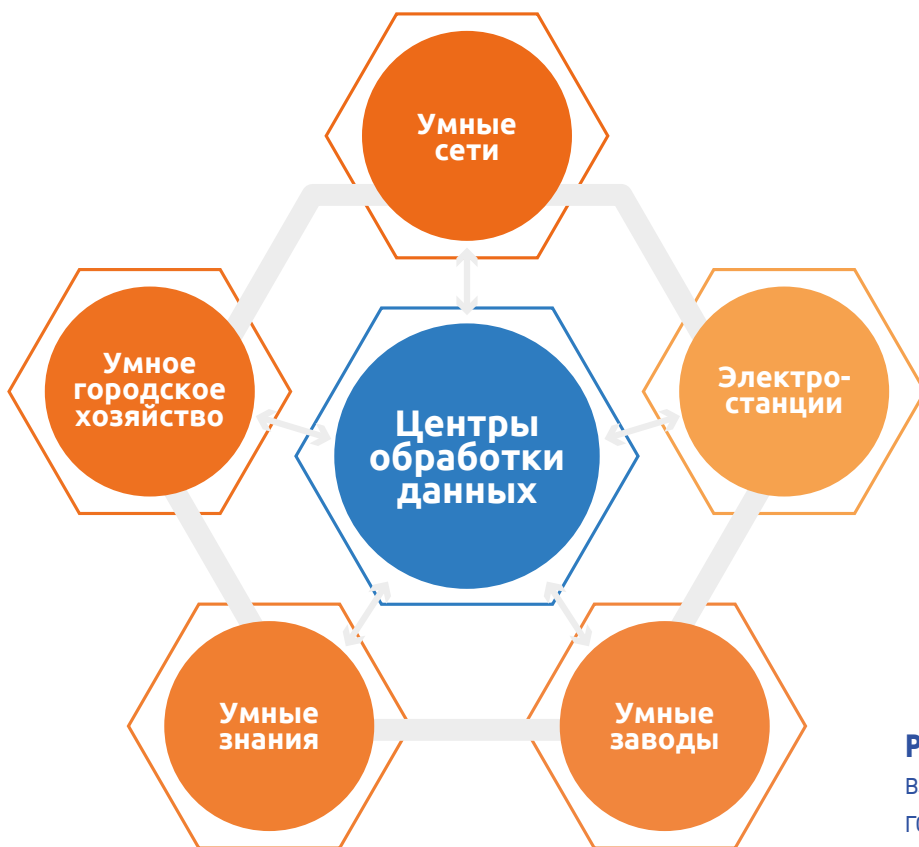 Умные
сети
Умное
городское
хозяйство
Электро-
станции
Центры
обработки
данных
Умные
знания
Умные
заводы